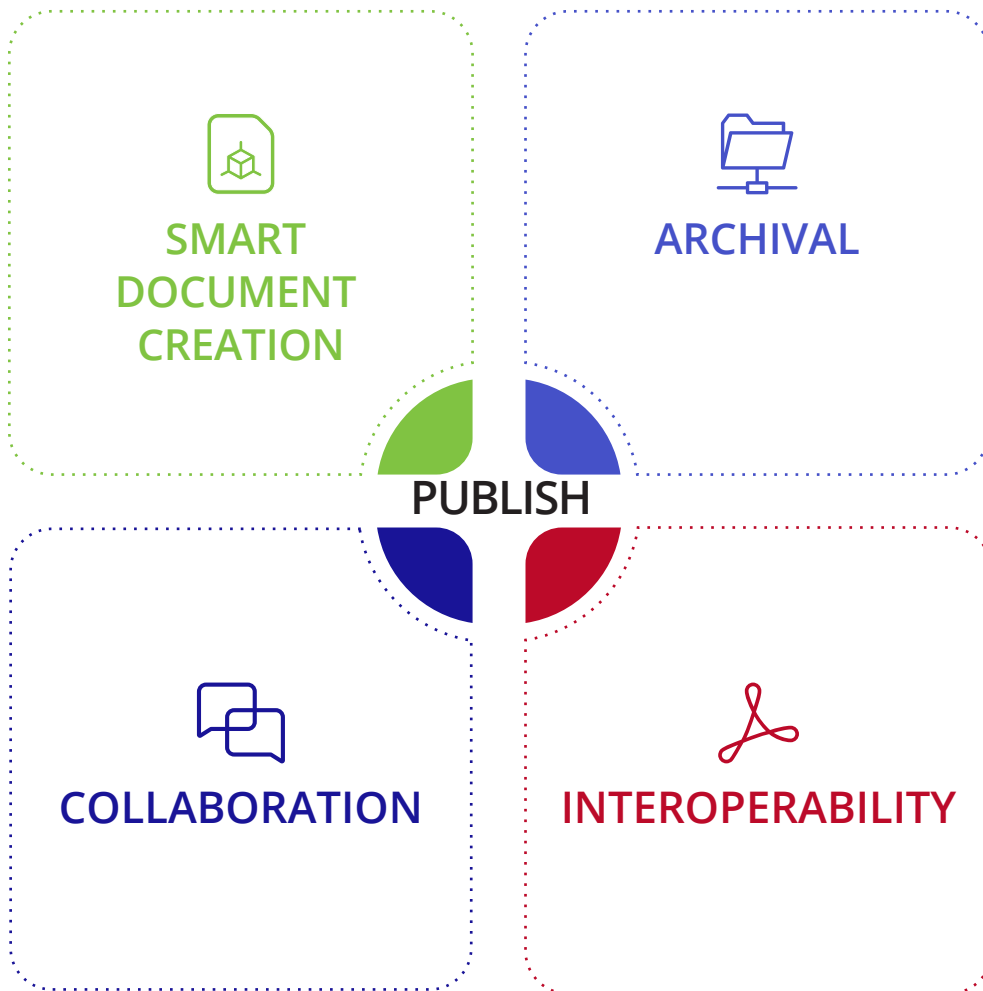 SMART
DOCUMENT
CREATION
ARCHIVAL
PUBLISH
COLLABORATION
INTEROPERABILITY